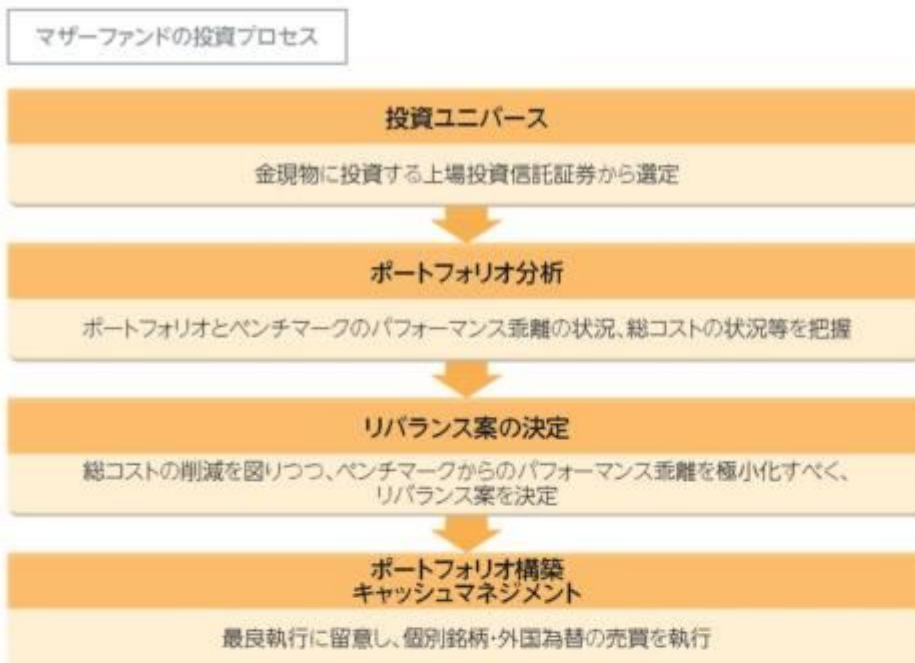 マザーファンドの投資プロセス
投資ユニバース
金現物に投資する上場投資信託証券から選定
ポートフォリオ分析
ポートフォリオとベンチマークのパフォーマンス乖離の状況、総コストの状況等を把握
リバランス案の決定
総コストの削減を図りつつ、ベンチマークからのパフォーマンス乖離を極小化すべく、
リバランス案を決定
ポートフォリオ構築
キャッシュマネジメント
最良執行に留意し、個別銘柄・外国為替の売買を執行